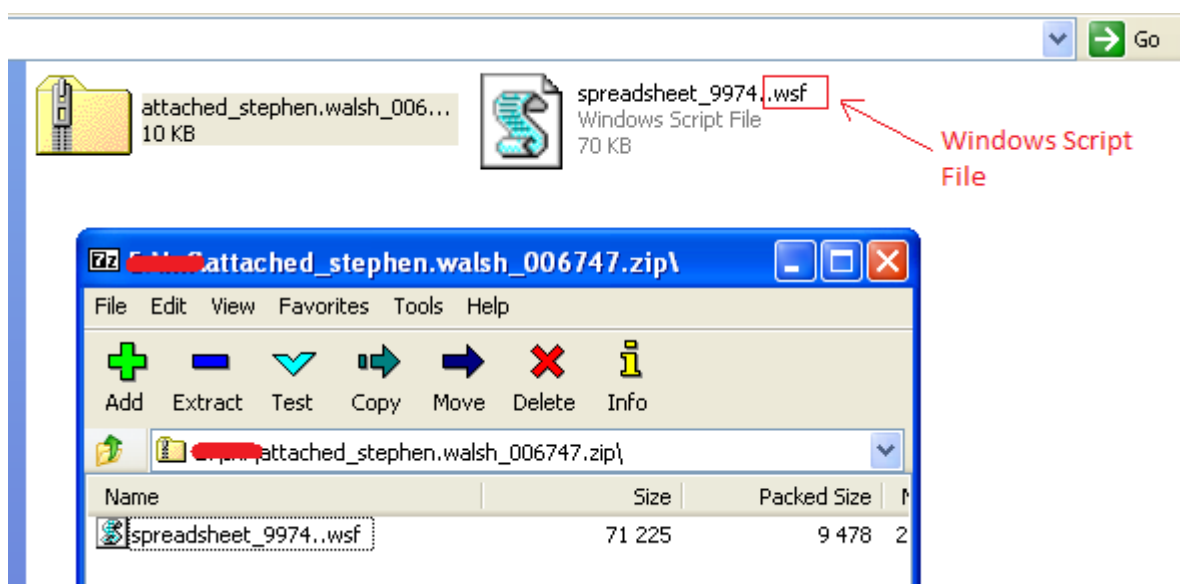 Go
attached_stephen.walsh_006...
10 KB
spreadsheet_9974..wsf
Windows Script File
70 KB
Windows Script
File
attached_stephen.walsh_006747.zip\
File Edit View Favorites Tools Help
Add Extract Test Copy Move Delete Info
attached_stephen.walsh_006747.zip\
Name Size Packed Size
spreadsheet_9974..wsf 71 225 9 478 2